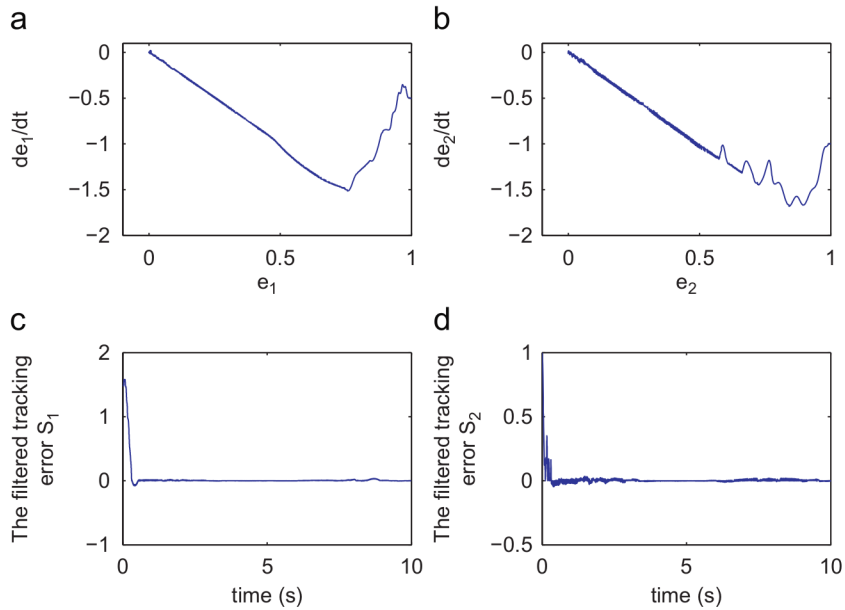 a
0
−0.5
−1
−1.5
−2
de₁/dt
0 0.5 1
e₁
b
0
−0.5
−1
−1.5
−2
de₂/dt
0 0.5 1
e₂
c
2
1
0
−1
The filtered tracking
error S₁
0 5 10
time (s)
d
1
0.5
0
−0.5
The filtered tracking
error S₂
0 5 10
time (s)